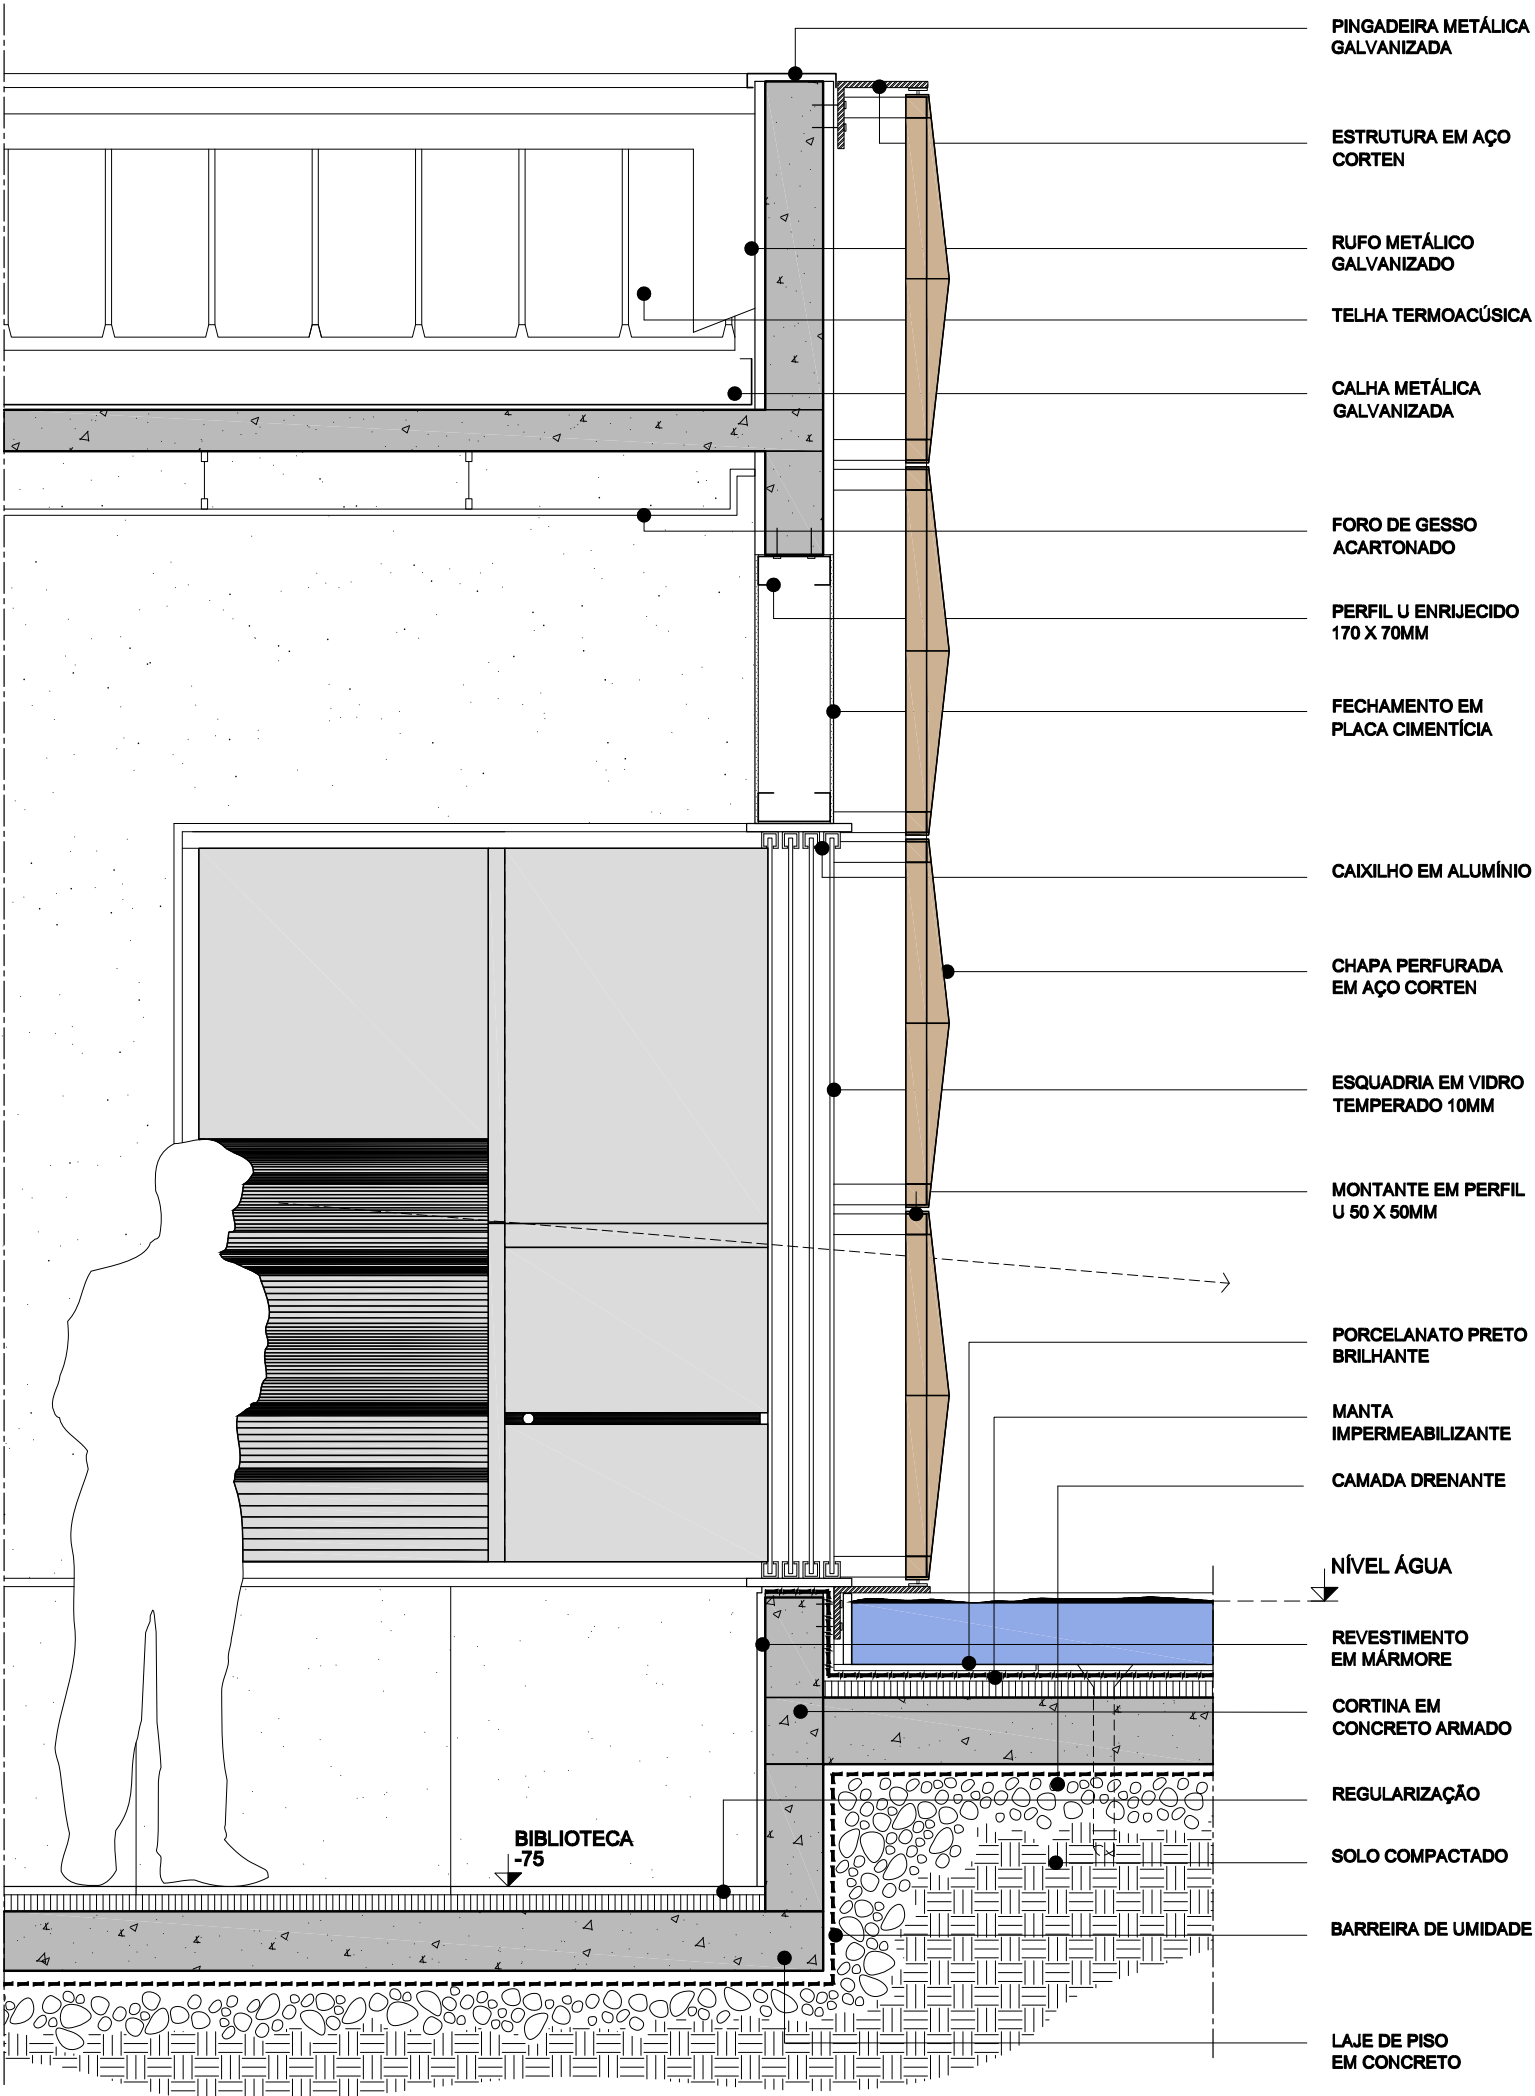 PINGADEIRA METÁLICA
GALVANIZADA
ESTRUTURA EM AÇO
CORTEN
RUFO METÁLICO
GALVANIZADO
TELHA TERMOACÚSICA
CALHA METÁLICA
GALVANIZADA
FORO DE GESSO
ACARTONADO
PERFIL U ENRIJECIDO
170 X 70MM
FECHAMENTO EM
PLACA CIMENTÍCIA
CAIXILHO EM ALUMÍNIO
CHAPA PERFURADA
EM AÇO CORTEN
ESQUADRIA EM VIDRO
TEMPERADO 10MM
MONTANTE EM PERFIL
U 50 X 50MM
PORCELANATO PRETO
BRILHANTE
MANTA
IMPERMEABILIZANTE
CAMADA DRENANTE
NÍVEL ÁGUA
REVESTIMENTO
EM MÁRMORE
CORTINA EM
CONCRETO ARMADO
REGULARIZAÇÃO
BIBLIOTECA
-75
SOLO COMPACTADO
BARREIRA DE UMIDADE
LAJE DE PISO
EM CONCRETO